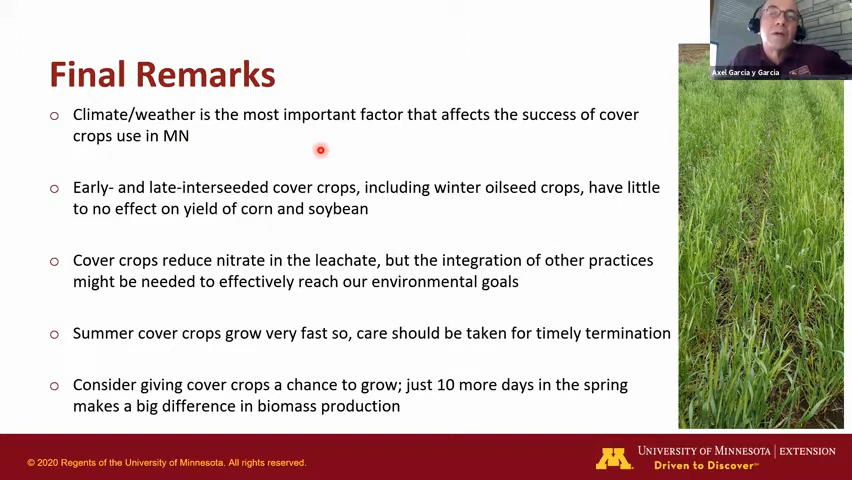 Final Remarks
Axel Garcia y Garcia
o Climate/weather is the most important factor that affects the success of cover
crops use in MN
o Early- and late-interseeded cover crops, including winter oilseed crops, have little
to no effect on yield of corn and soybean
o Cover crops reduce nitrate in the leachate, but the integration of other practices
might be needed to effectively reach our environmental goals
o Summer cover crops grow very fast so, care should be taken for timely termination
o Consider giving cover crops a chance to grow; just 10 more days in the spring
makes a big difference in biomass production
© 2020 Regents of the University of Minnesota. All rights reserved.
M
UNIVERSITY OF MINNESOTA | EXTENSION
Driven to Discover℠